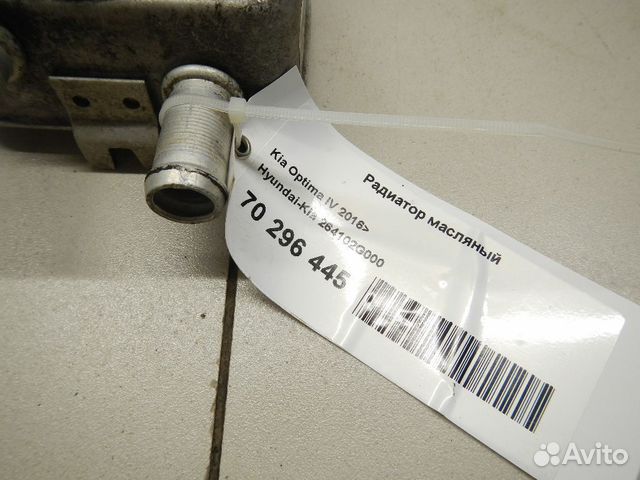 Радиатор масляный
Kia Optima IV 2016>
Hyundai-Kia 264102G000
70 296 445
Avito